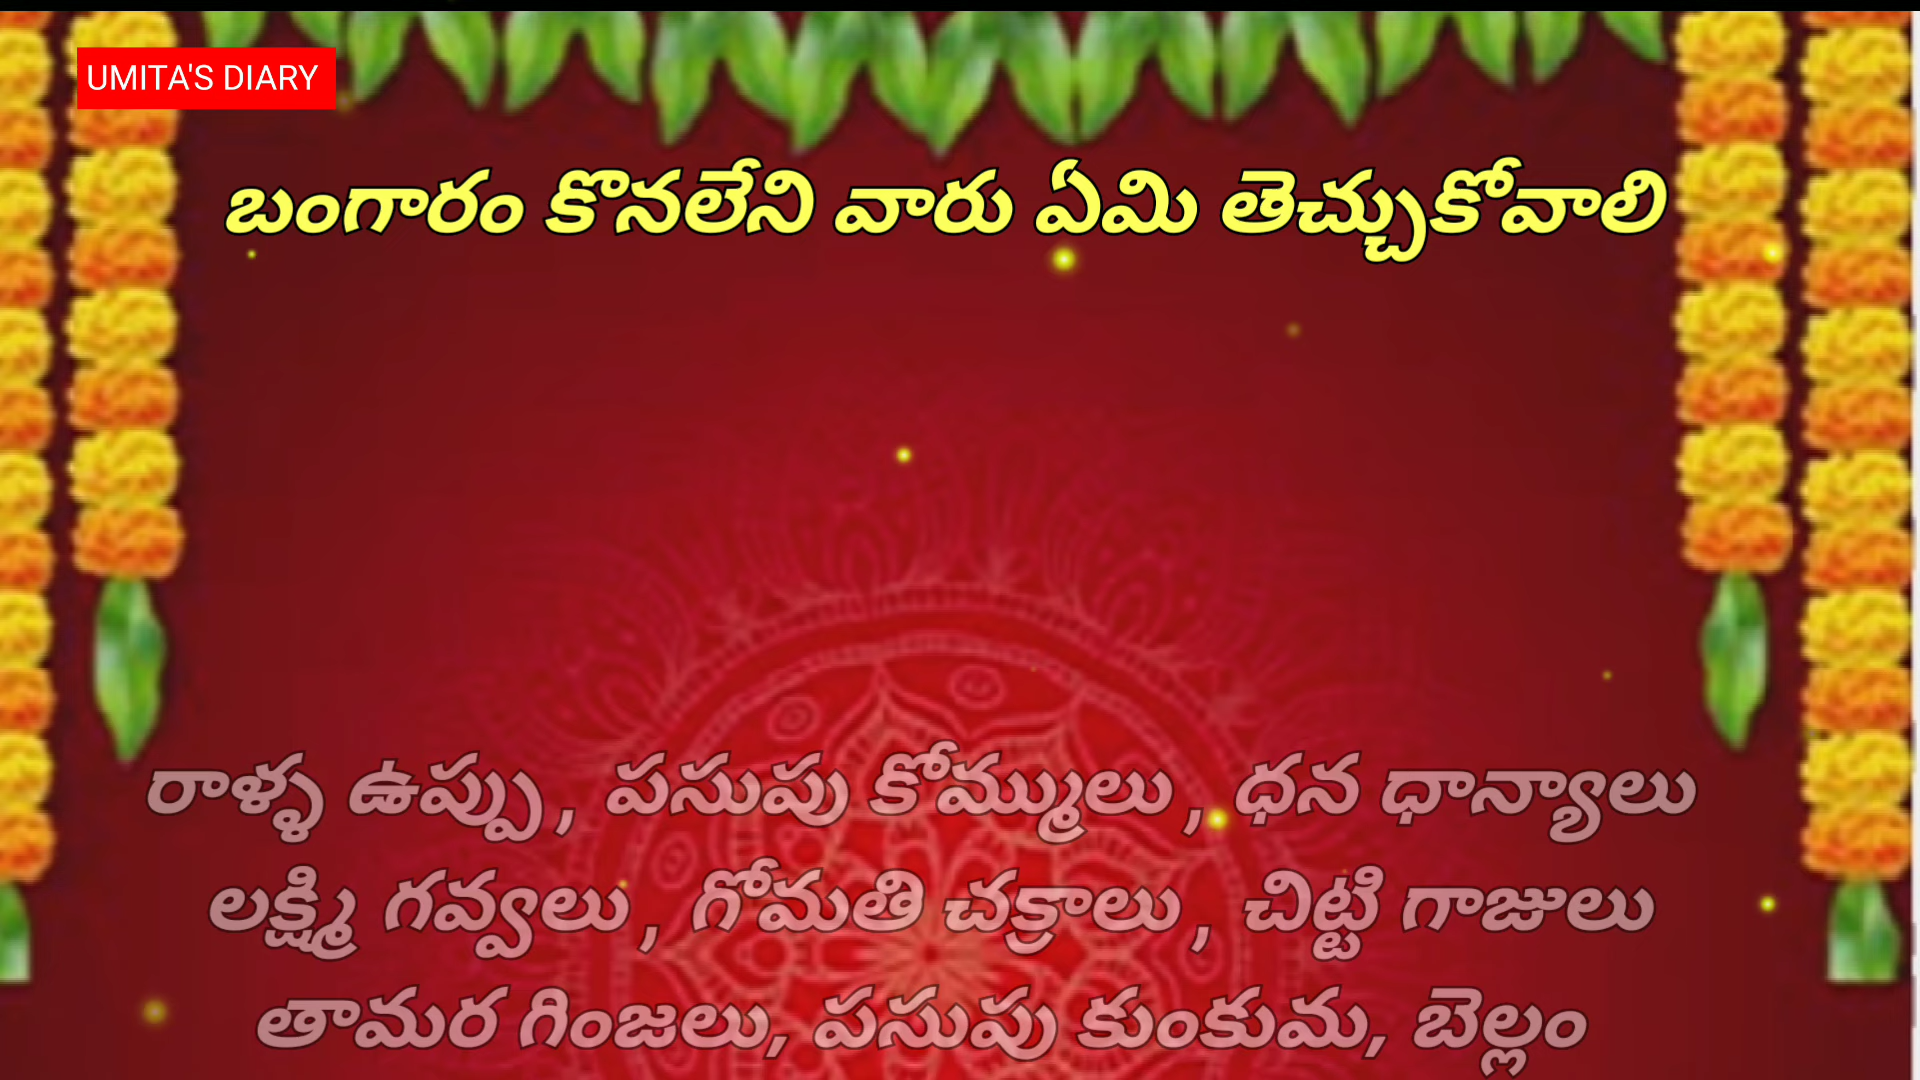 UMITA'S DIARY
బంగారం కొనలేని వారు ఏమి తెచ్చుకోవాలి
రాళ్ళ ఉప్పు, పసుపు కోమ్ములు, ధన ధాన్యాలు
లక్ష్మి గవ్వలు, గోమతి చక్రాలు, చిట్టి గాజులు
తామర గింజలు, పసుపు కుంకుమ, బెల్లం